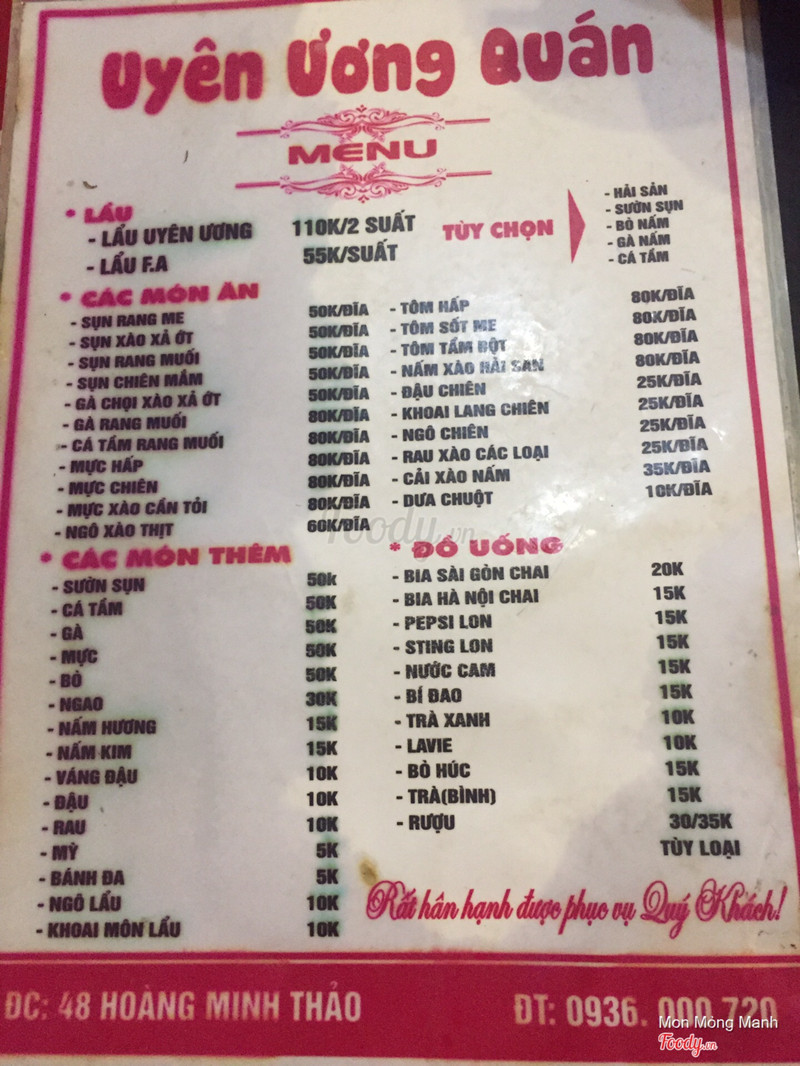 Uyên Ương Quán
MENU
* LẨU
- LẨU UYÊN ƯƠNG 110K/2 SUẤT
- LẨU F.A 55K/SUẤT
TÙY CHỌN
- HẢI SẢN
- SƯỜN SỤN
- BÒ NẤM
- GÀ NẤM
- CÁ TẦM
* CÁC MÓN ĂN
- SỤN RANG ME 50K/ĐĨA
- SỤN XÀO XẢ ỚT 50K/ĐĨA
- SỤN RANG MUỐI 50K/ĐĨA
- SỤN CHIÊN MẮM 50K/ĐĨA
- GÀ CHỌI XÀO XẢ ỚT 50K/ĐĨA
- GÀ RANG MUỐI 80K/ĐĨA
- CÁ TẦM RANG MUỐI 80K/ĐĨA
- MỰC HẤP 80K/ĐĨA
- MỰC CHIÊN 80K/ĐĨA
- MỰC XÀO CẦN TỎI 80K/ĐĨA
- NGÔ XÀO THỊT 60K/ĐĨA
- TÔM HẤP 80K/ĐĨA
- TÔM SỐT ME 80K/ĐĨA
- TÔM TẨM BỘT 80K/ĐĨA
- NẤM XÀO HẢI SẢN 80K/ĐĨA
- ĐẬU CHIÊN 25K/ĐĨA
- KHOAI LANG CHIÊN 25K/ĐĨA
- NGÔ CHIÊN 25K/ĐĨA
- RAU XÀO CÁC LOẠI 25K/ĐĨA
- CẢI XÀO NẤM 35K/ĐĨA
- DƯA CHUỘT 10K/ĐĨA
* CÁC MÓN THÊM
- SƯỜN SỤN 50k
- CÁ TẦM 50K
- GÀ 50K
- MỰC 50K
- BÒ 50K
- NGAO 30K
- NẤM HƯƠNG 15K
- NẤM KIM 15K
- VÁNG ĐẬU 10K
- ĐẬU 10K
- RAU 10K
- MỲ 5K
- BÁNH ĐA 5K
- NGÔ LẨU 10K
- KHOAI MÔN LẨU 10K
* ĐỒ UỐNG
- BIA SÀI GÒN CHAI 20K
- BIA HÀ NỘI CHAI 15K
- PEPSI LON 15K
- STING LON 15K
- NƯỚC CAM 15K
- BÍ ĐAO 15K
- TRÀ XANH 10K
- LAVIE 10K
- BÒ HÚC 15K
- TRÀ(BÌNH) 15K
- RƯỢU 30/35K
TÙY LOẠI
Rất hân hạnh được phục vụ Quý Khách!
ĐC: 48 HOÀNG MINH THẢO
ĐT: 0936. 000 720
Mon Mỏng Manh
Foody.vn
Foody.vn